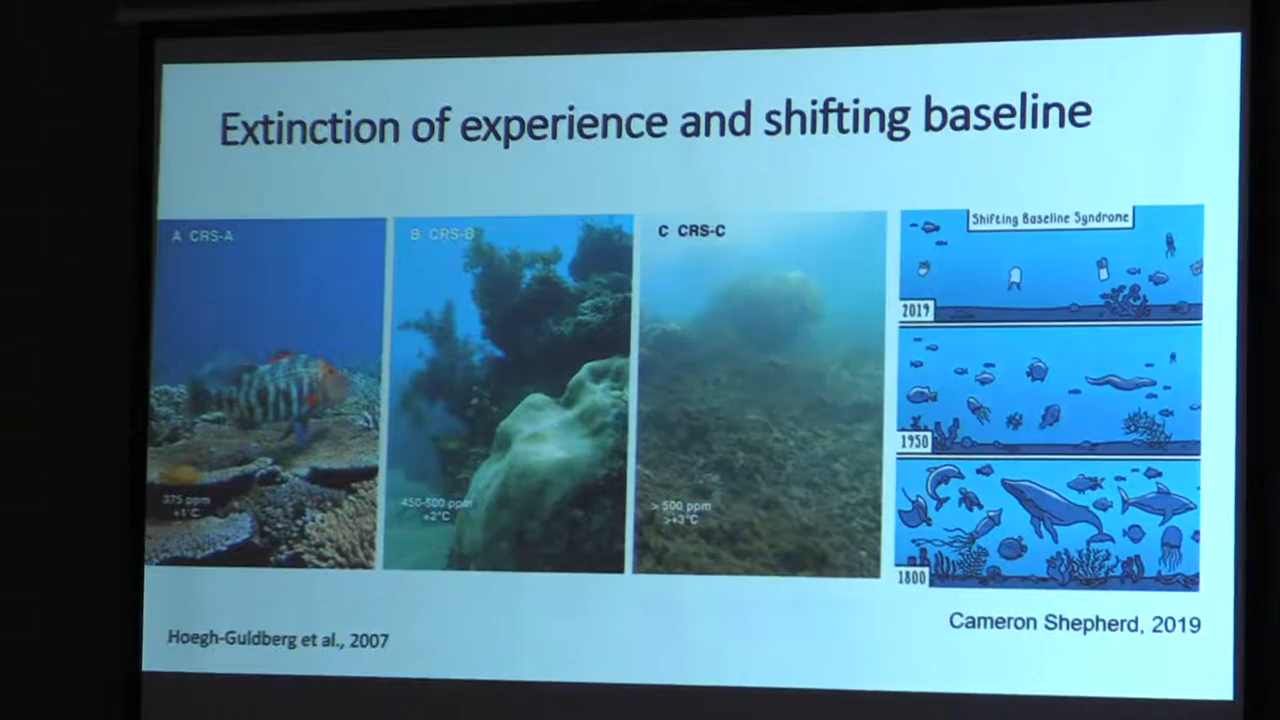 Extinction of experience and shifting baseline
A CRS-A
375 ppm
+1°C
B CRS-B
450-500 ppm
+2°C
C CRS-C
> 500 ppm
>+3°C
Shifting Baseline Syndrome
2019
1950
1800
Hoegh-Guldberg et al., 2007
Cameron Shepherd, 2019